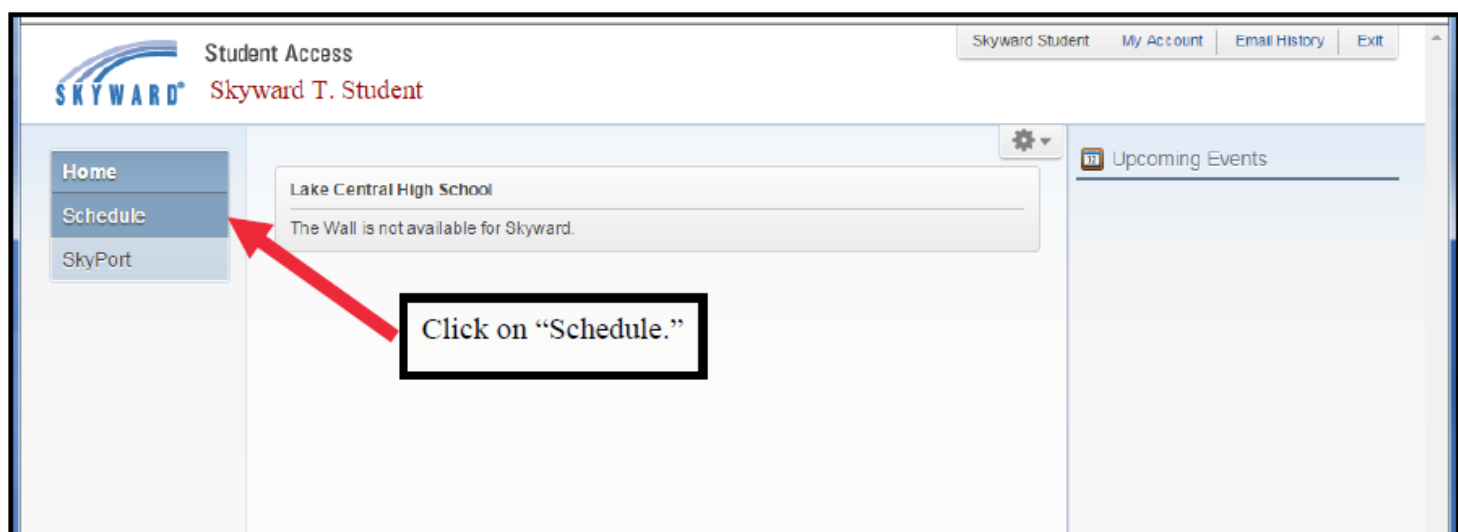 Skyward Student My Account Email History Exit
Student Access
SKYWARD®
Skyward T. Student
Home
Schedule
SkyPort
Lake Central High School
The Wall is not available for Skyward.
12 Upcoming Events
Click on “Schedule.”